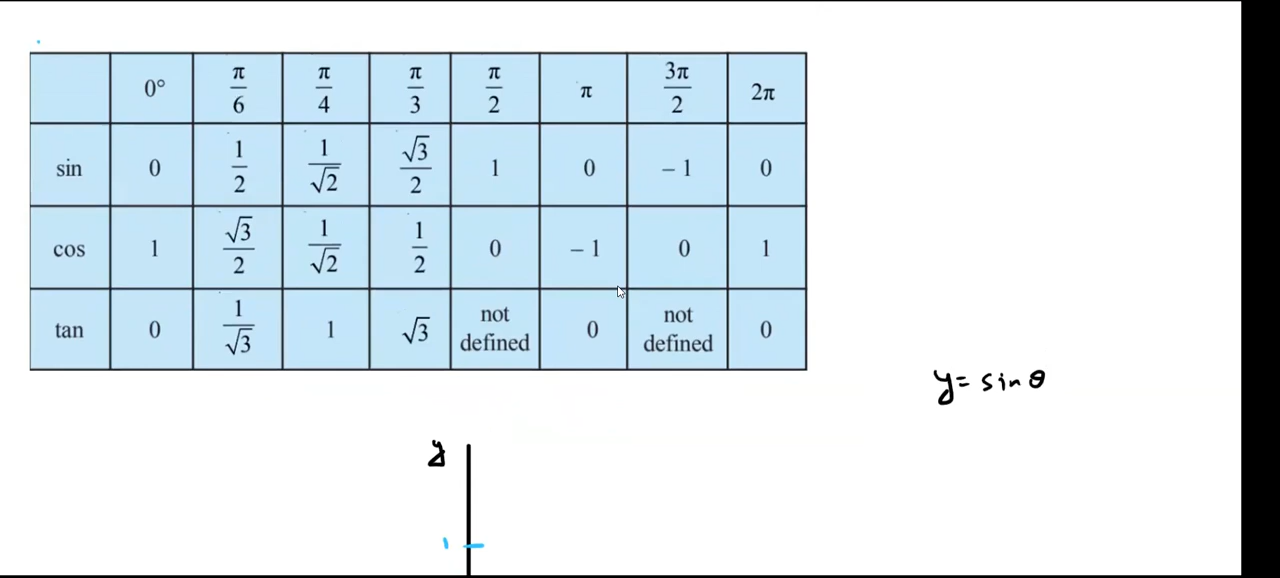 0° π/6 π/4 π/3 π/2 π 3π/2 2π
sin 0 1/2 1/√2 √3/2 1 0 – 1 0
cos 1 √3/2 1/√2 1/2 0 – 1 0 1
tan 0 1/√3 1 √3 not defined 0 not defined 0
y = sin θ
y
1